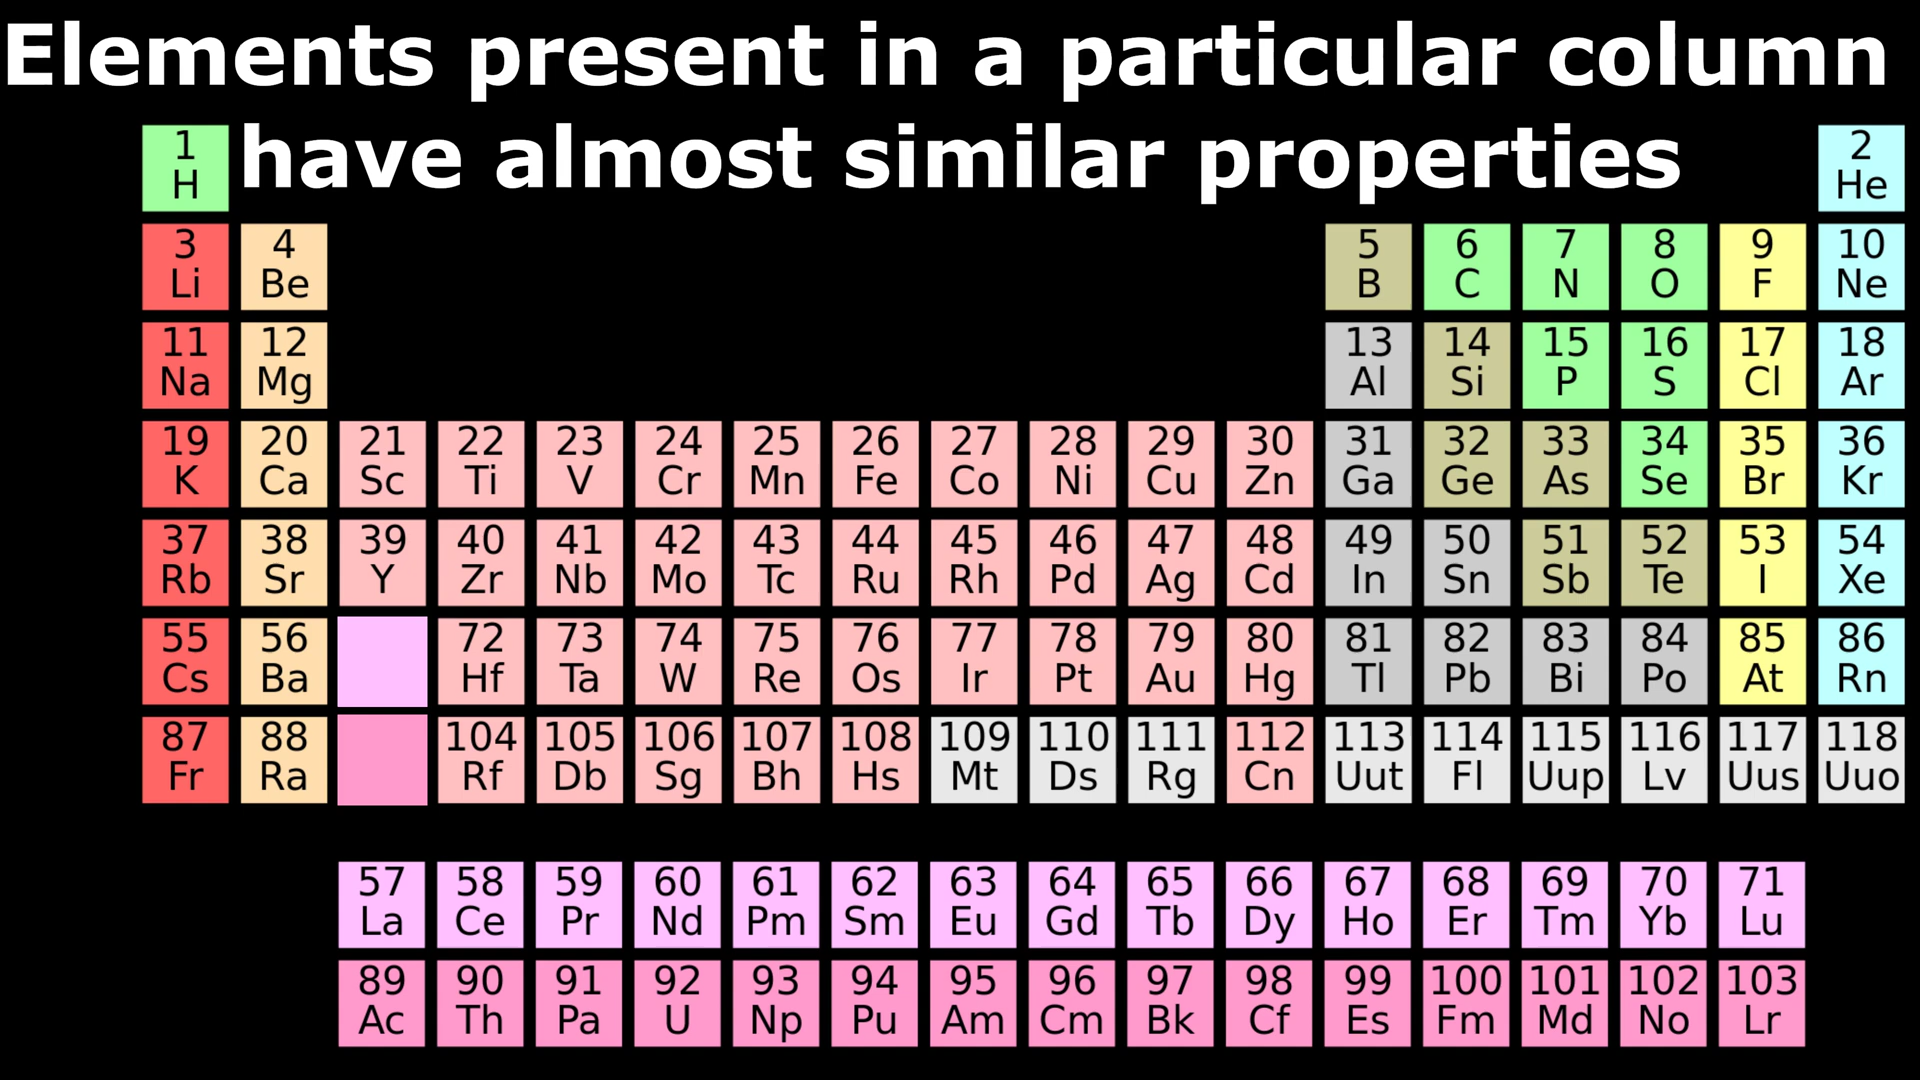 Elements present in a particular column
have almost similar properties
1 2
H He
3 4 5 6 7 8 9 10
Li Be B C N O F Ne
11 12 13 14 15 16 17 18
Na Mg Al Si P S Cl Ar
19 20 21 22 23 24 25 26 27 28 29 30 31 32 33 34 35 36
K Ca Sc Ti V Cr Mn Fe Co Ni Cu Zn Ga Ge As Se Br Kr
37 38 39 40 41 42 43 44 45 46 47 48 49 50 51 52 53 54
Rb Sr Y Zr Nb Mo Tc Ru Rh Pd Ag Cd In Sn Sb Te I Xe
55 56 72 73 74 75 76 77 78 79 80 81 82 83 84 85 86
Cs Ba Hf Ta W Re Os Ir Pt Au Hg Tl Pb Bi Po At Rn
87 88 104 105 106 107 108 109 110 111 112 113 114 115 116 117 118
Fr Ra Rf Db Sg Bh Hs Mt Ds Rg Cn Uut Fl Uup Lv Uus Uuo
57 58 59 60 61 62 63 64 65 66 67 68 69 70 71
La Ce Pr Nd Pm Sm Eu Gd Tb Dy Ho Er Tm Yb Lu
89 90 91 92 93 94 95 96 97 98 99 100 101 102 103
Ac Th Pa U Np Pu Am Cm Bk Cf Es Fm Md No Lr